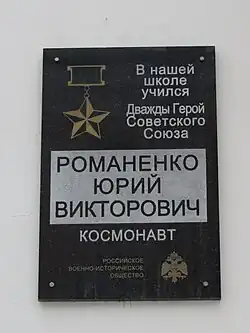 В нашей
школе
учился
Дважды Герой
Советского
Союза
РОМАНЕНКО
ЮРИЙ
ВИКТОРОВИЧ
КОСМОНАВТ
РОССИЙСКОЕ
ВОЕННО-ИСТОРИЧЕСКОЕ
ОБЩЕСТВО